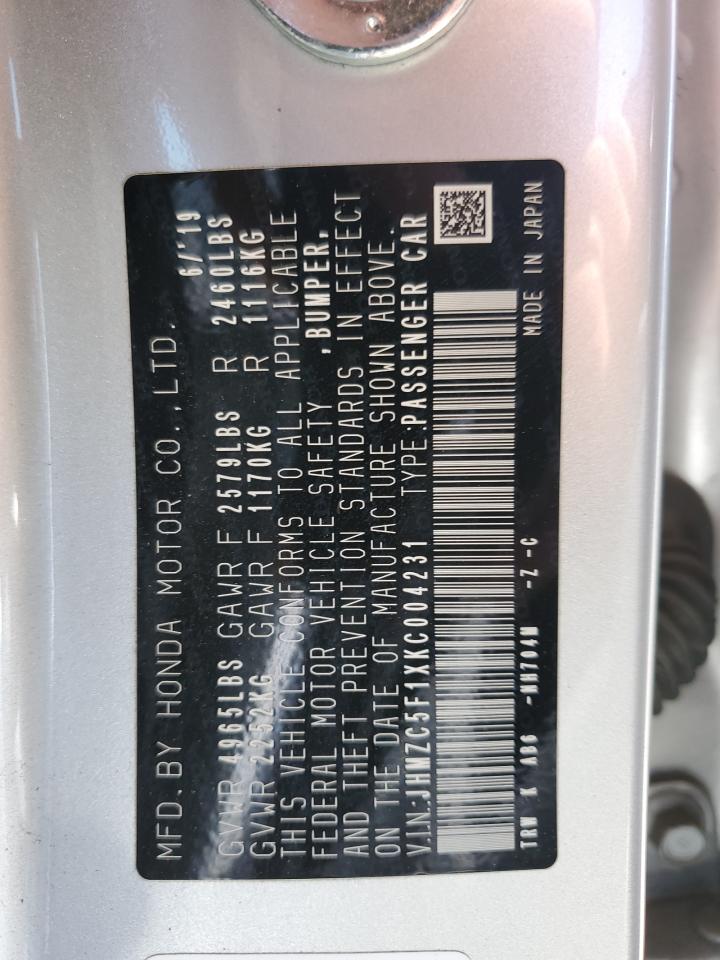 MFD. BY HONDA MOTOR CO., LTD. 6/'19
GVWR 4965LBS GAWR F 2579LBS R 2460LBS
GVWR 2252KG GAWR F 1170KG R 1116KG
THIS VEHICLE CONFORMS TO ALL APPLICABLE
FEDERAL MOTOR VEHICLE SAFETY ,BUMPER,
AND THEFT PREVENTION STANDARDS IN EFFECT
ON THE DATE OF MANUFACTURE SHOWN ABOVE.
V.I.N:JHMZC5F1XKC004231 TYPE:PASSENGER CAR
TRW K AB6 -NH704M -Z -C MADE IN JAPAN